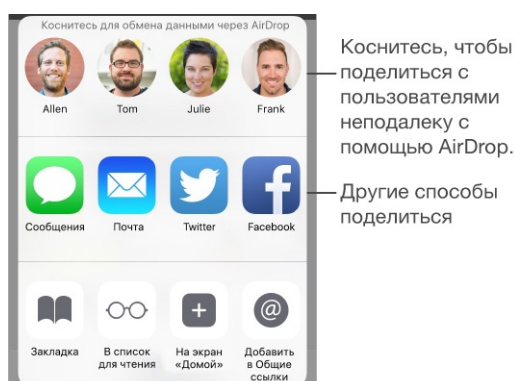 Коснитесь для обмена данными через AirDrop
Allen Tom Julie Frank
Коснитесь, чтобы
поделиться с
пользователями
неподалеку с
помощью AirDrop.
Сообщения Почта Twitter Facebook
Другие способы
поделиться
Закладка В список На экран Добавить
для чтения «Домой» в Общие
ссылки